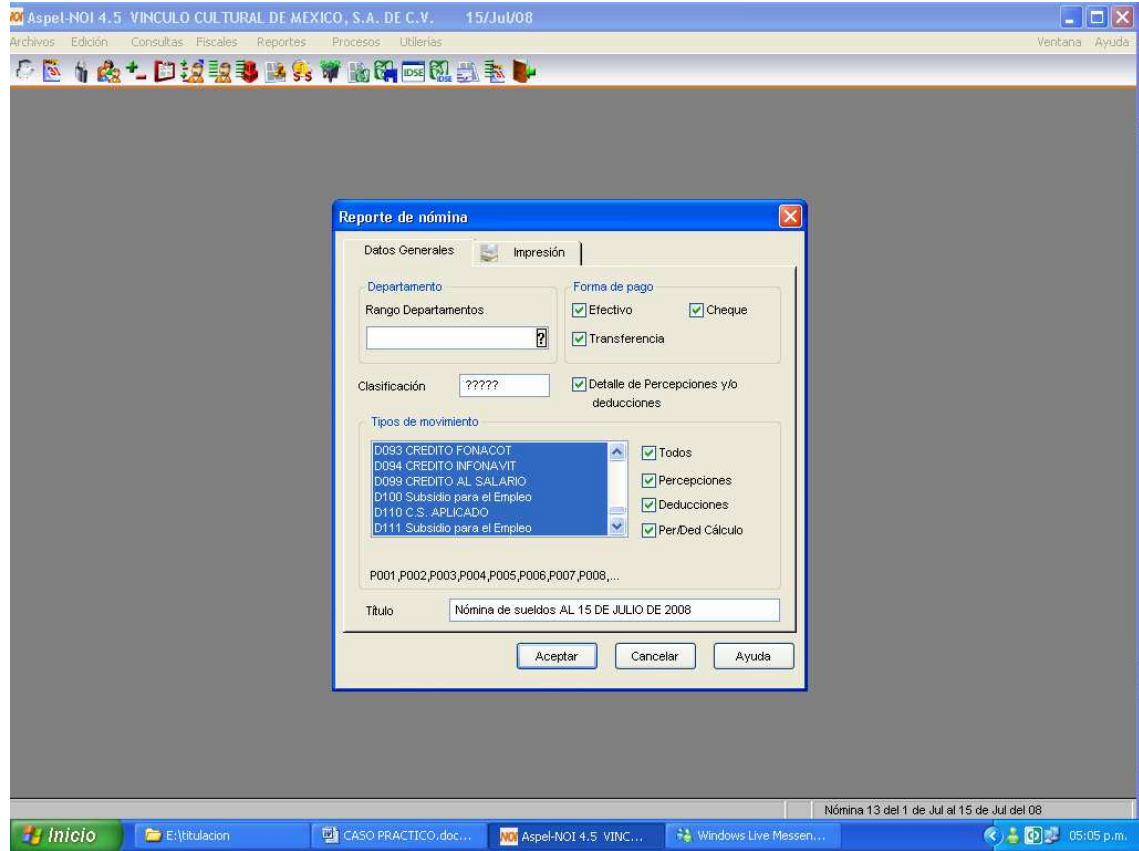 NOI Aspel-NOI 4.5 VINCULO CULTURAL DE MEXICO, S.A. DE C.V. 15/Jul/08
Archivos Edición Consultas Fiscales Reportes Procesos Utilerías Ventana Ayuda
IDSE IDSE
Reporte de nómina
Datos Generales Impresión
Departamento
Rango Departamentos
?
Forma de pago
Efectivo Cheque
Transferencia
Clasificación ?????
Detalle de Percepciones y/o
deducciones
Tipos de movimiento
D093 CREDITO FONACOT
D094 CREDITO INFONAVIT
D099 CREDITO AL SALARIO
D100 Subsidio para el Empleo
D110 C.S. APLICADO
D111 Subsidio para el Empleo
Todos
Percepciones
Deducciones
Per/Ded Cálculo
P001,P002,P003,P004,P005,P006,P007,P008,...
Título Nómina de sueldos AL 15 DE JULIO DE 2008
Aceptar Cancelar Ayuda
Nómina 13 del 1 de Jul al 15 de Jul del 08
Inicio E:\titulacion CASO PRACTICO.doc... NOI Aspel-NOI 4.5 VINC... Windows Live Messen... 05:05 p.m.